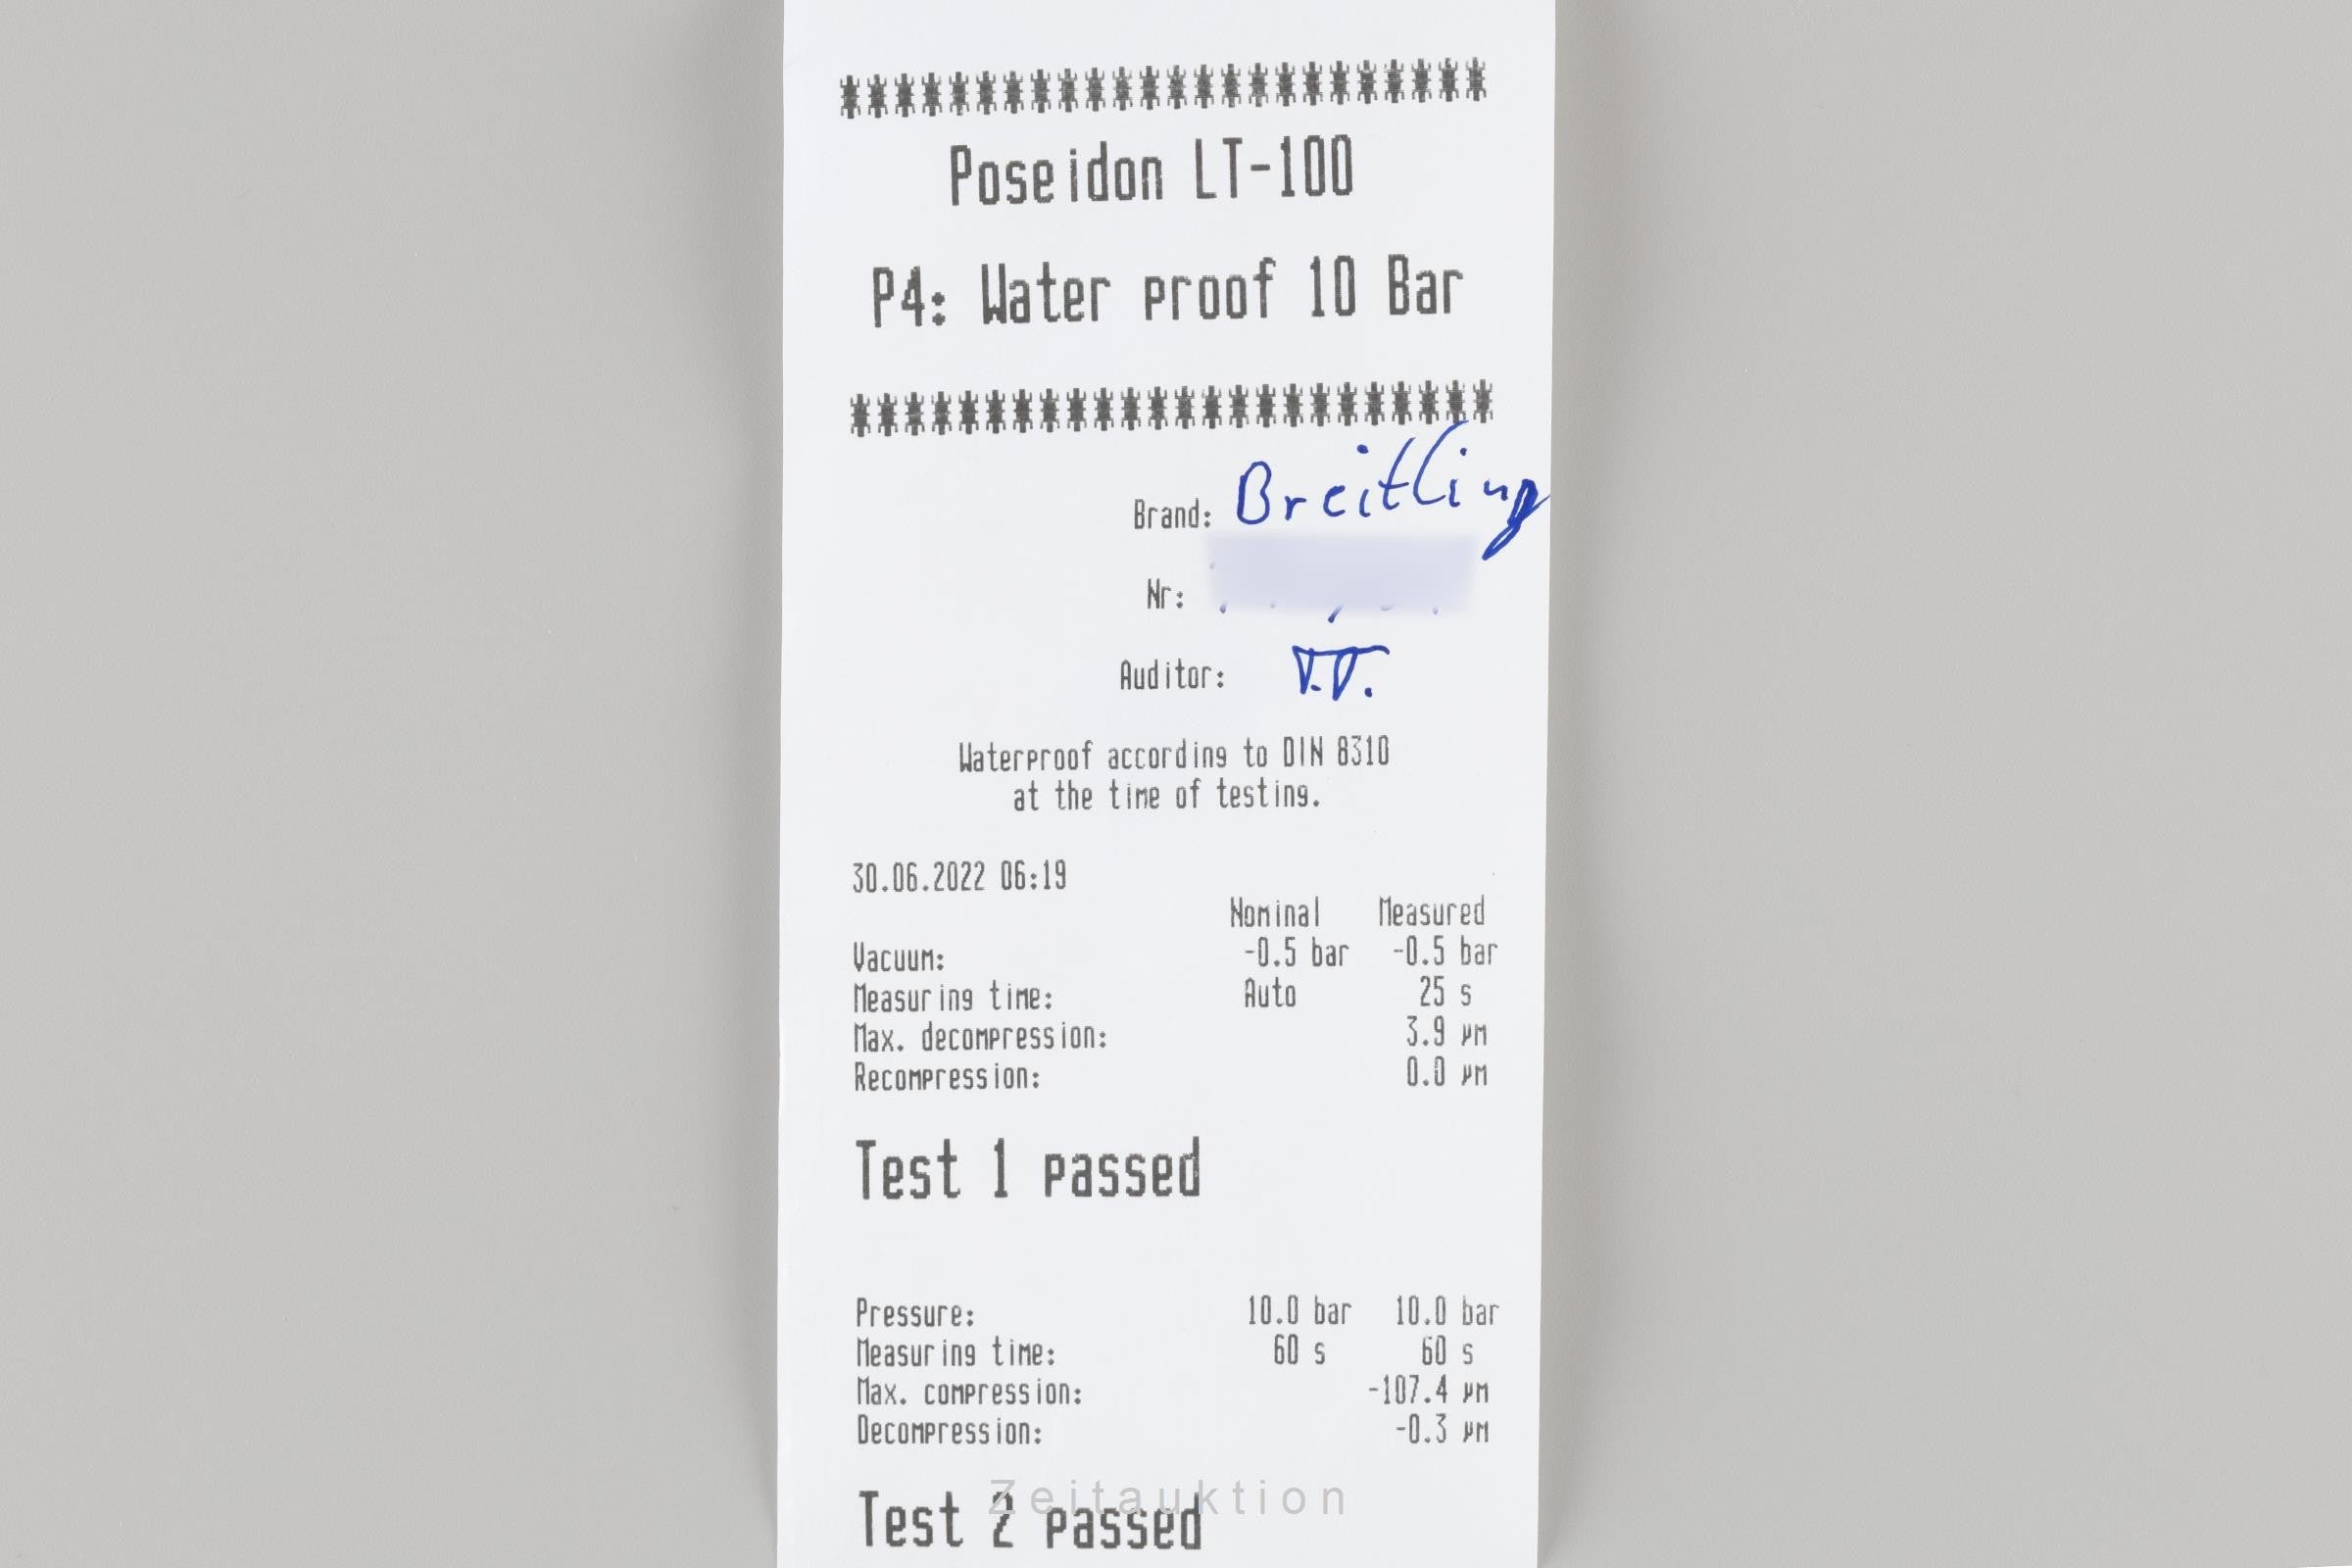 ************************
Poseidon LT-100
P4: Water proof 10 Bar
************************
Brand: Breitling
Nr:
Auditor:
Waterproof according to DIN 8310
at the time of testing.
30.06.2022 06:19
Nominal Measured
Vacuum: -0.5 bar -0.5 bar
Measuring time: Auto 25 s
Max. decompression: 3.9 µm
Recompression: 0.0 µm
Test 1 passed
Pressure: 10.0 bar 10.0 bar
Measuring time: 60 s 60 s
Max. compression: -107.4 µm
Decompression: -0.3 µm
Test 2 passed
Zeitauktion